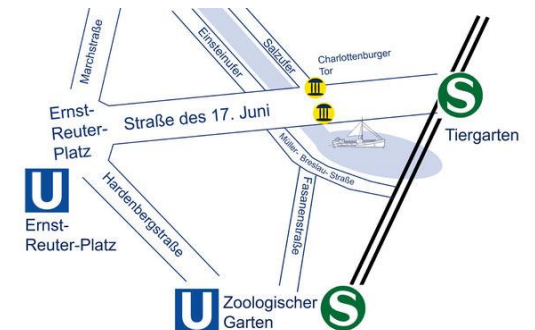 Marchstraße
Einsteinufer
Salzufer
Charlottenburger
Tor
Ernst-
Reuter-
Platz
Straße des 17. Juni
S
Tiergarten
Müller- Breslau- Straße
U
Ernst-
Reuter-Platz
Hardenbergstraße
Fasanenstraße
U
Zoologischer
Garten
S